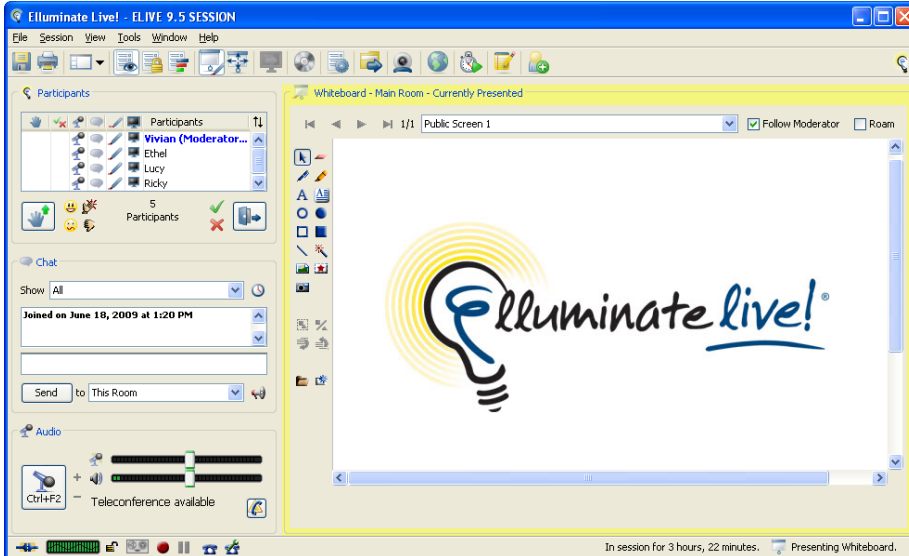 Elluminate Live! - ELIVE 9.5 SESSION
File Session View Tools Window Help
Participants
Participants
Vivian (Moderator...
Ethel
Lucy
Ricky
5
Participants
Chat
Show All
Joined on June 18, 2009 at 1:20 PM
Send to This Room
Audio
Ctrl+F2
+
−
Teleconference available
Whiteboard - Main Room - Currently Presented
1/1 Public Screen 1 Follow Moderator Roam
A A
Elluminate live!®
In session for 3 hours, 22 minutes. Presenting Whiteboard.